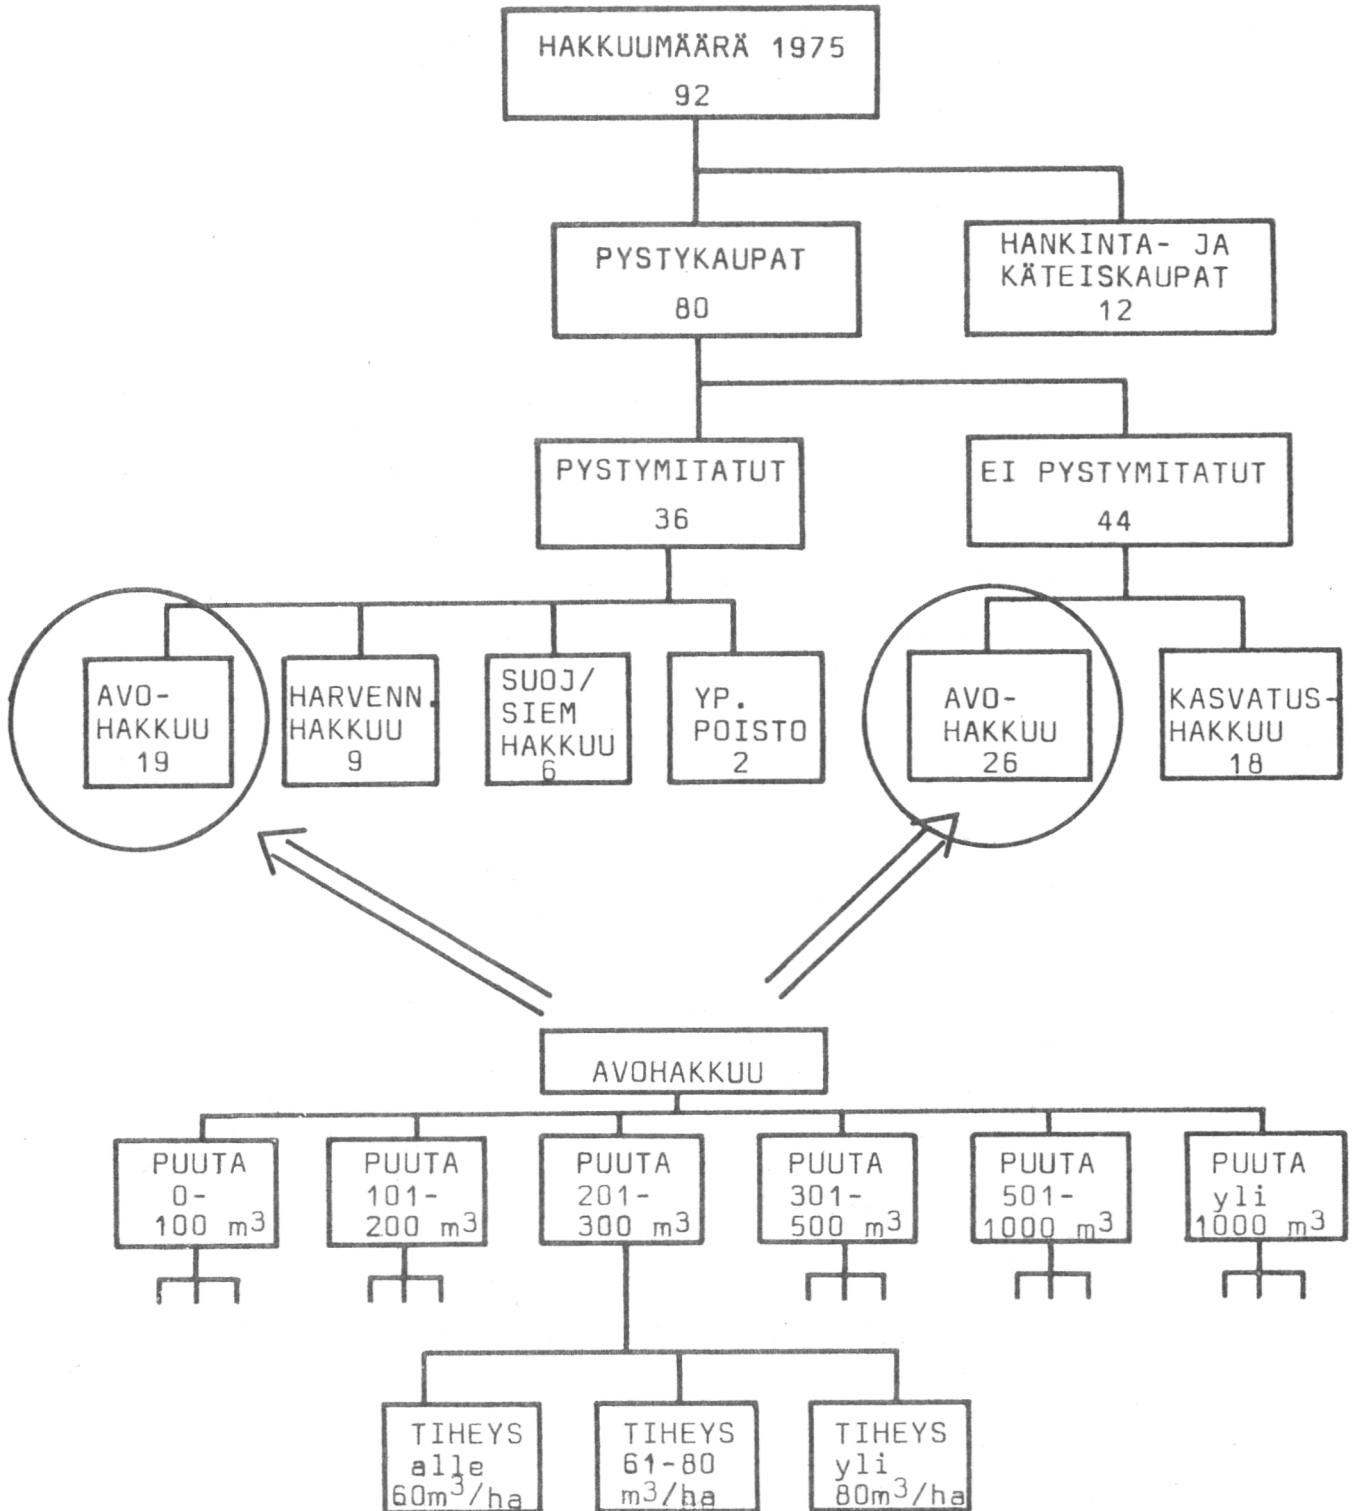 HAKKUUMÄÄRÄ 1975
92
PYSTYKAUPAT
80
HANKINTA- JA
KÄTEISKAUPAT
12
PYSTYMITATUT
36
EI PYSTYMITATUT
44
AVO-
HAKKUU
19
HARVENN.
HAKKUU
9
SUOJ/
SIEM
HAKKUU
6
YP.
POISTO
2
AVO-
HAKKUU
26
KASVATUS-
HAKKUU
18
AVOHAKKUU
PUUTA
0-
100 m³
PUUTA
101-
200 m³
PUUTA
201-
300 m³
PUUTA
301-
500 m³
PUUTA
501-
1000 m³
PUUTA
yli
1000 m³
TIHEYS
alle
60m³/ha
TIHEYS
61-80
m³/ha
TIHEYS
yli
80m³/ha